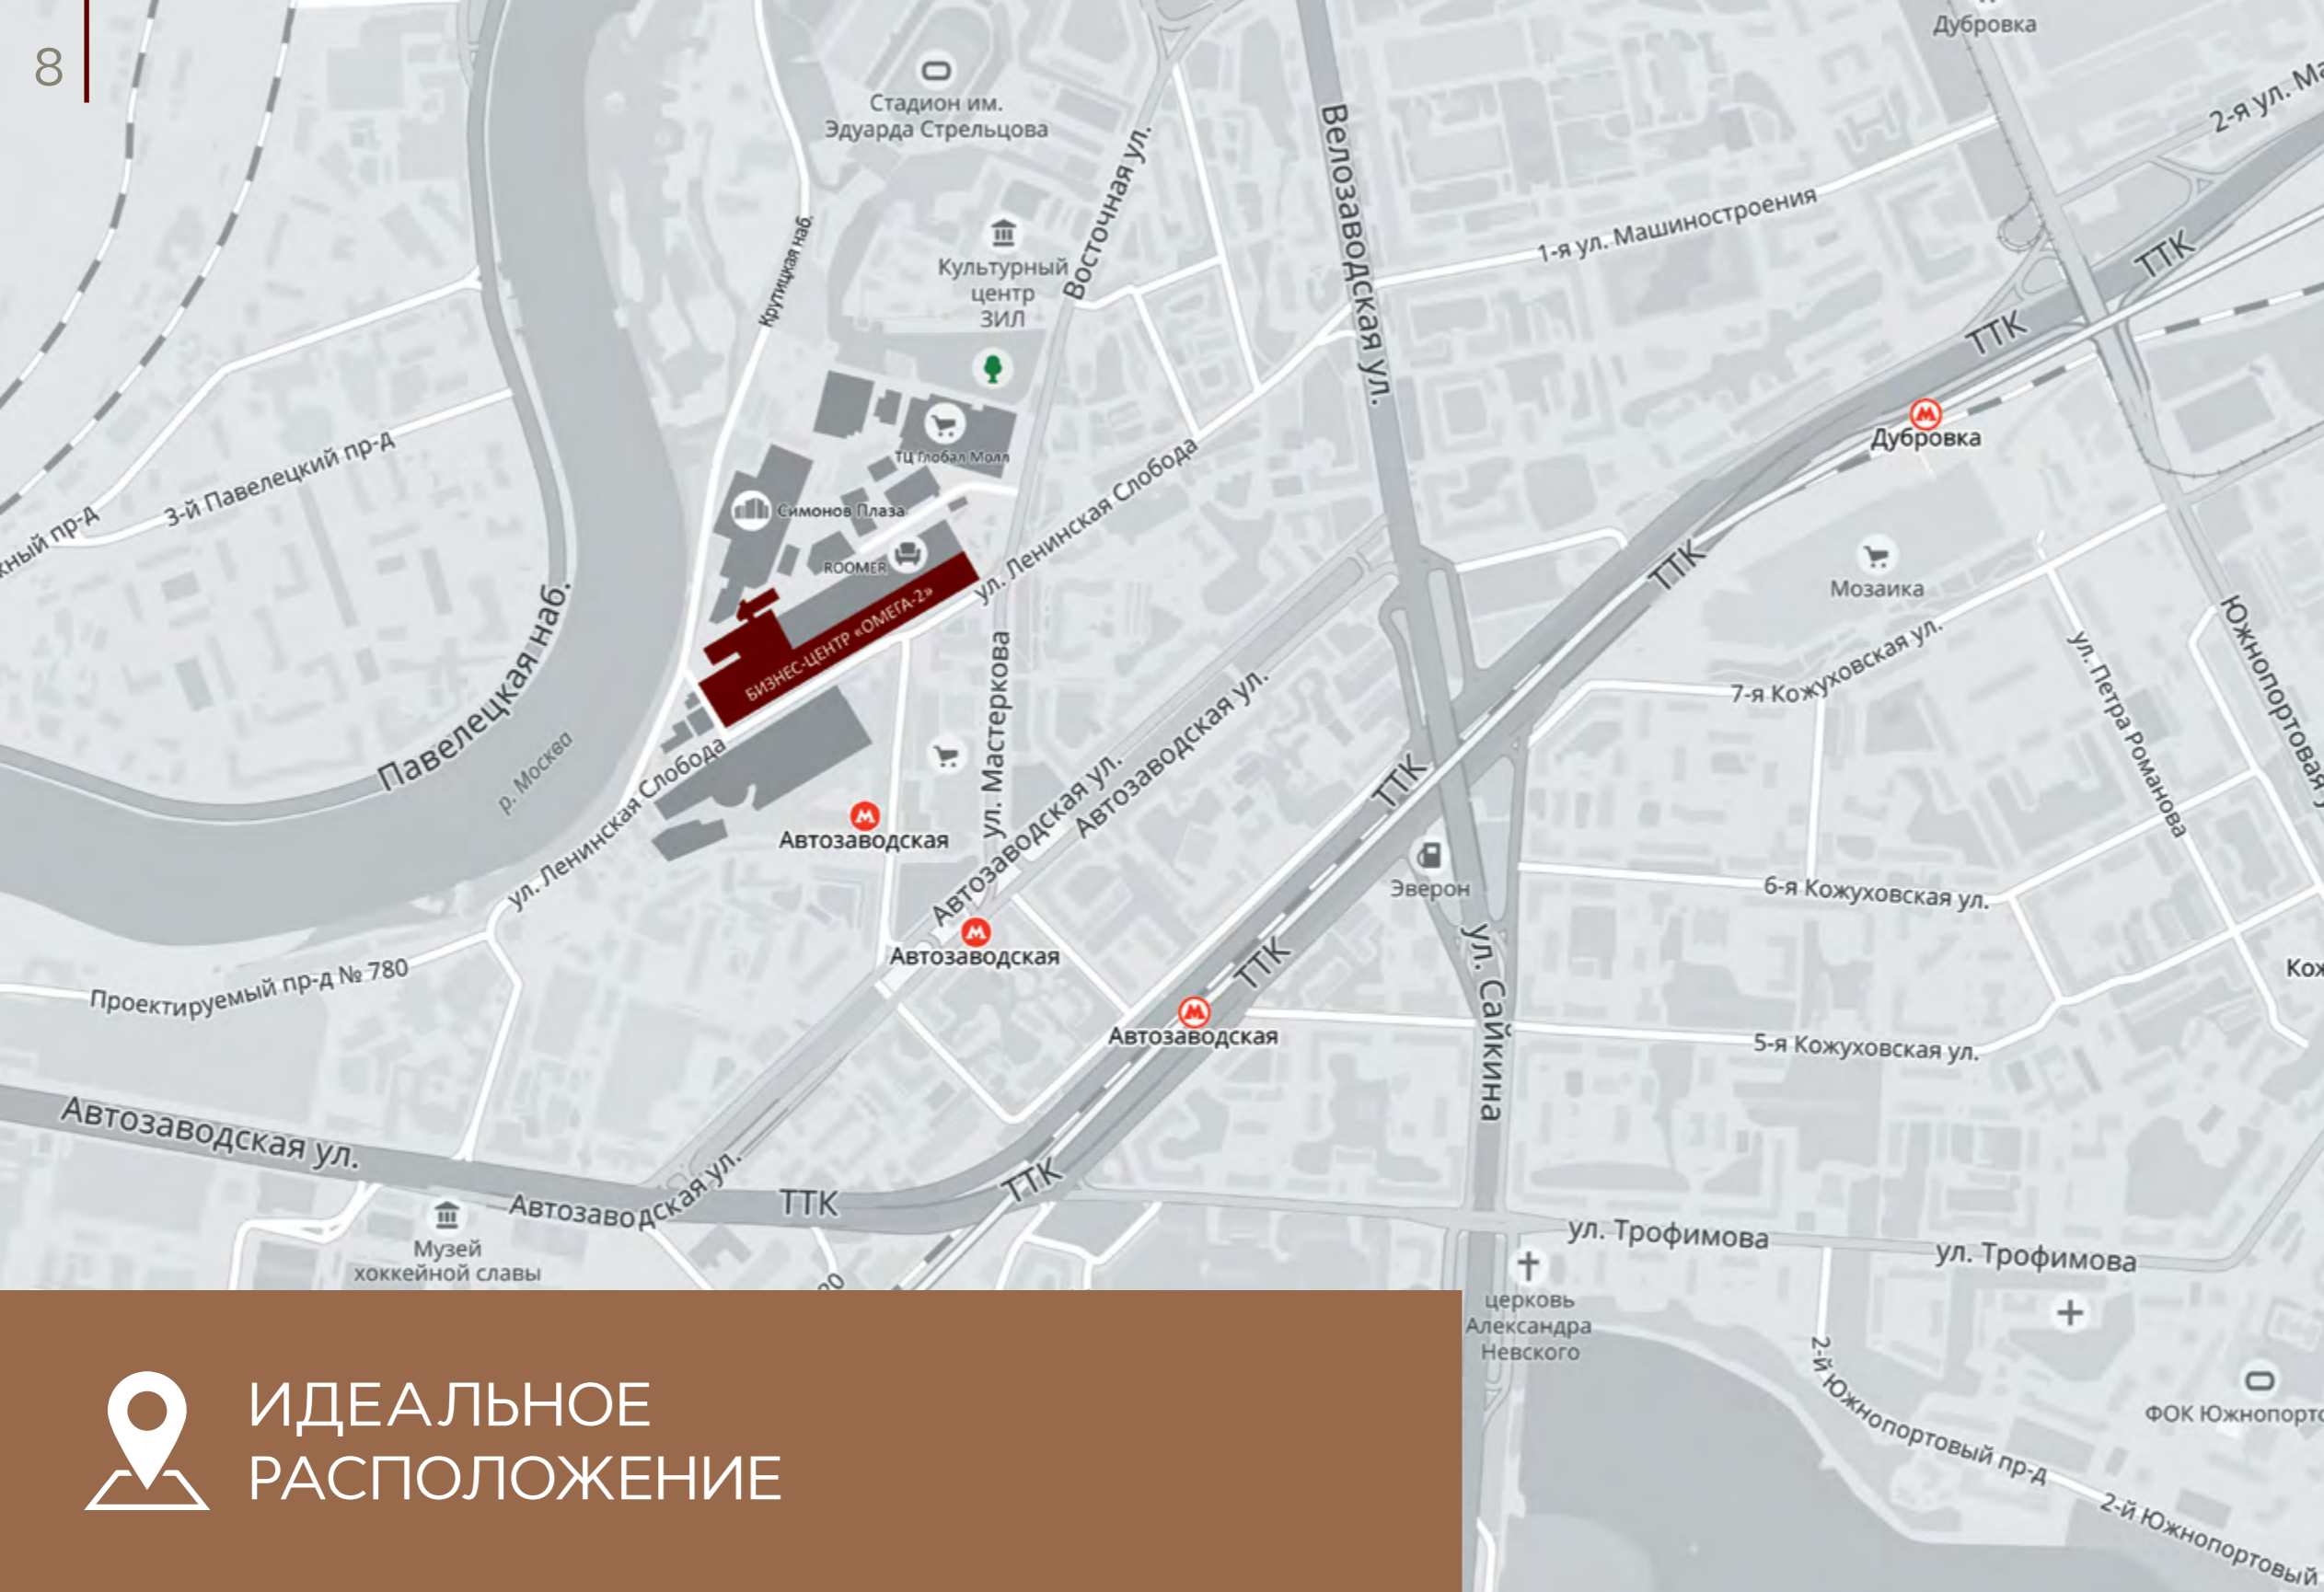 8
Дубровка
2-я ул. Ма
Стадион им.
Эдуарда Стрельцова
Велозаводская ул.
Восточная ул.
1-я ул. Машиностроения
Крутицкая наб.
Культурный
центр
ЗИЛ
ТТК
ТТК
Дубровка
3-й Павелецкий пр-д
ТЦ Глобал Молл
ул. Ленинская Слобода
Симонов Плаза
ный пр-д
ROOMER
ТТК
Мозаика
БИЗНЕС-ЦЕНТР «ОМЕГА-2»
Павелецкая наб.
ул. Мастеркова
7-я Кожуховская ул.
ул. Петра Романова
Южнопортовая у
р. Москва
Автозаводская ул.
Автозаводская ул.
ТТК
ул. Ленинская Слобода
Автозаводская
Эверон
6-я Кожуховская ул.
Автозаводская
ТТК
ул. Сайкина
Кож
Проектируемый пр-д № 780
Автозаводская
5-я Кожуховская ул.
Автозаводская ул.
Автозаводская ул.
ТТК
ТТК
ул. Трофимова
ул. Трофимова
Музей
хоккейной славы
церковь
Александра
Невского
2-й Южнопортовый пр-д
ФОК Южнопорто
2-й Южнопортовый
ИДЕАЛЬНОЕ
РАСПОЛОЖЕНИЕ